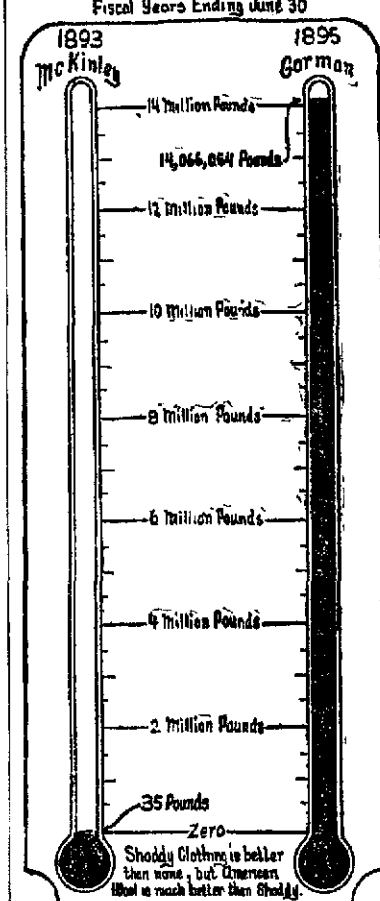 Fiscal Years Ending June 30
1893 1895
McKinley Gorman
14 Million Pounds
14,066,054 Pounds
12 Million Pounds
10 Million Pounds
8 Million Pounds
6 Million Pounds
4 Million Pounds
2 Million Pounds
35 Pounds
Zero
Shoddy Clothing is better
than none, but American
Wool is much better than Shoddy.